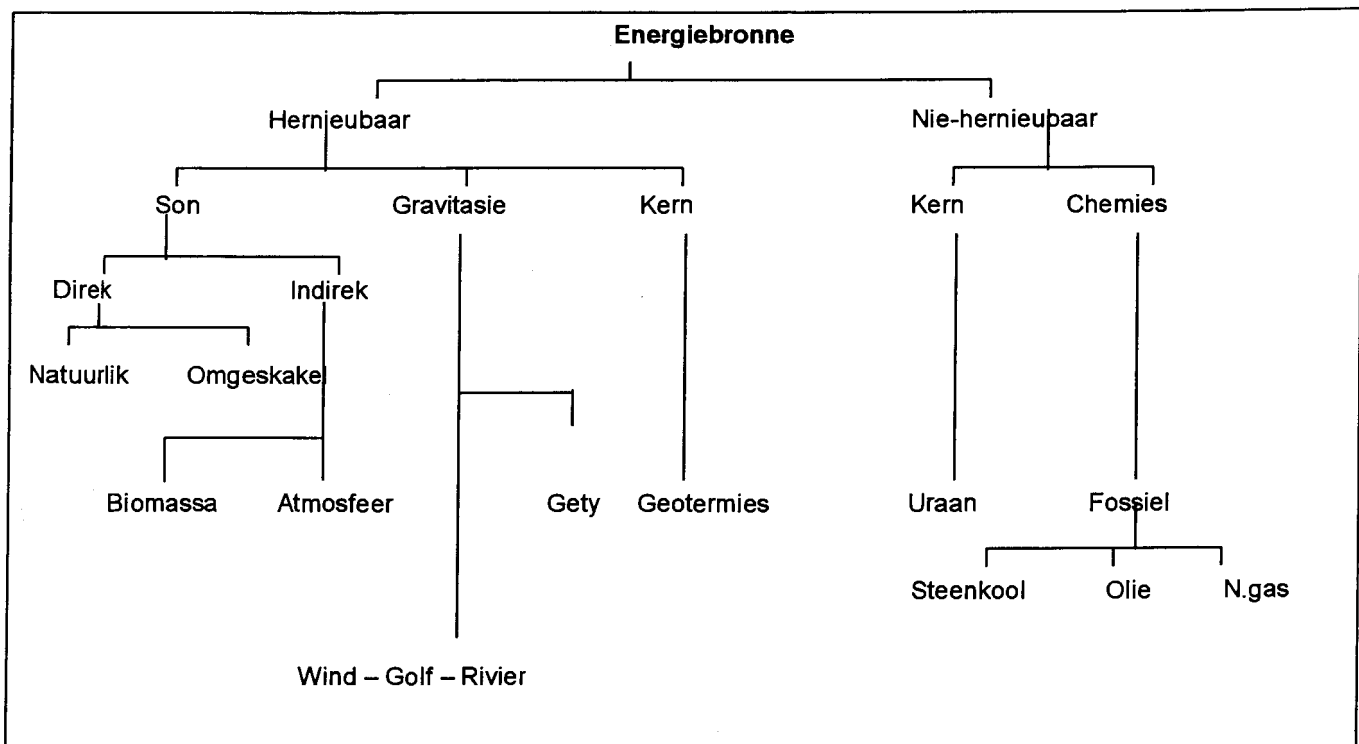 Energiebronne
Hernieubaar Nie-hernieubaar
Son Gravitasie Kern Kern Chemies
Direk Indirek
Natuurlik Omgeskakel
Biomassa Atmosfeer Gety Geotermies Uraan Fossiel
Steenkool Olie N.gas
Wind – Golf – Rivier